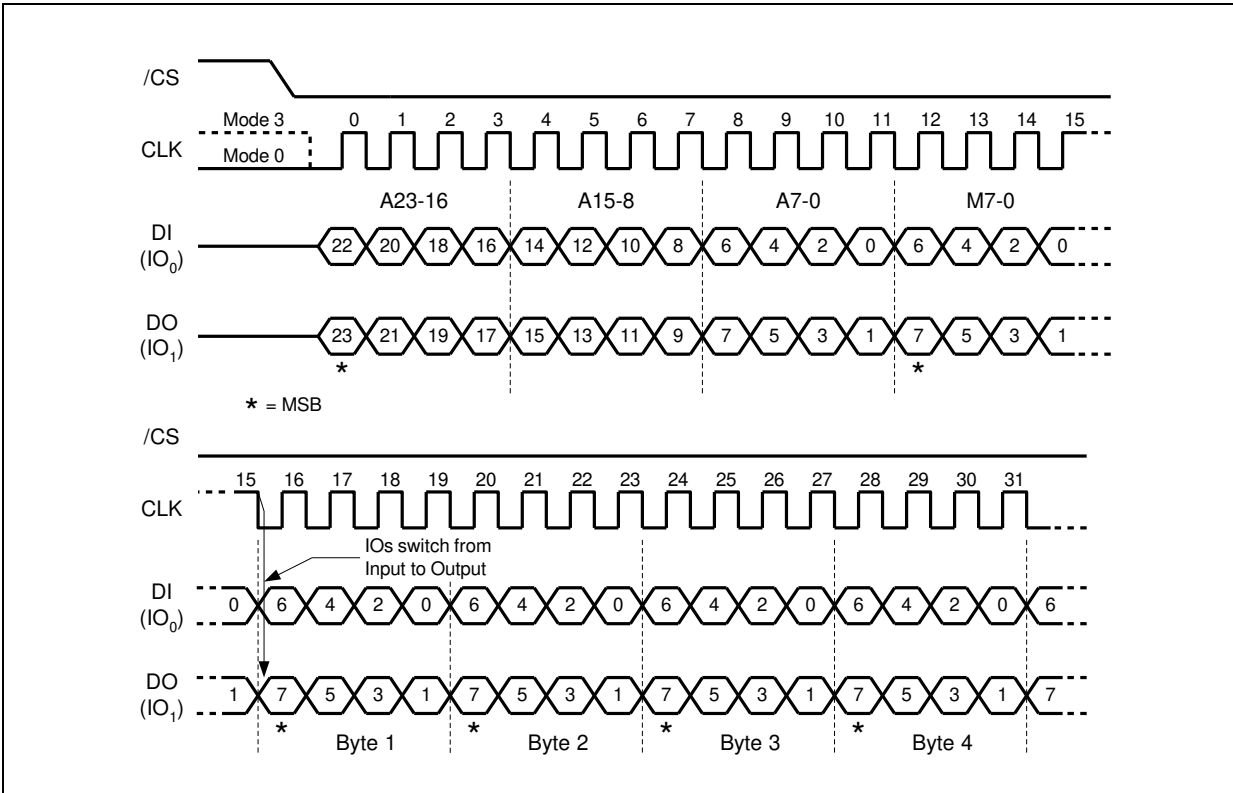 /CS
Mode 3 0 1 2 3 4 5 6 7 8 9 10 11 12 13 14 15
CLK
Mode 0
A23-16 A15-8 A7-0 M7-0
DI
(IO0)
22 20 18 16 14 12 10 8 6 4 2 0 6 4 2 0
DO
(IO1)
23 21 19 17 15 13 11 9 7 5 3 1 7 5 3 1
* *
* = MSB
/CS
15 16 17 18 19 20 21 22 23 24 25 26 27 28 29 30 31
CLK
IOs switch from
Input to Output
DI
(IO0)
0 6 4 2 0 6 4 2 0 6 4 2 0 6 4 2 0 6
DO
(IO1)
1 7 5 3 1 7 5 3 1 7 5 3 1 7 5 3 1 7
* * * *
Byte 1 Byte 2 Byte 3 Byte 4